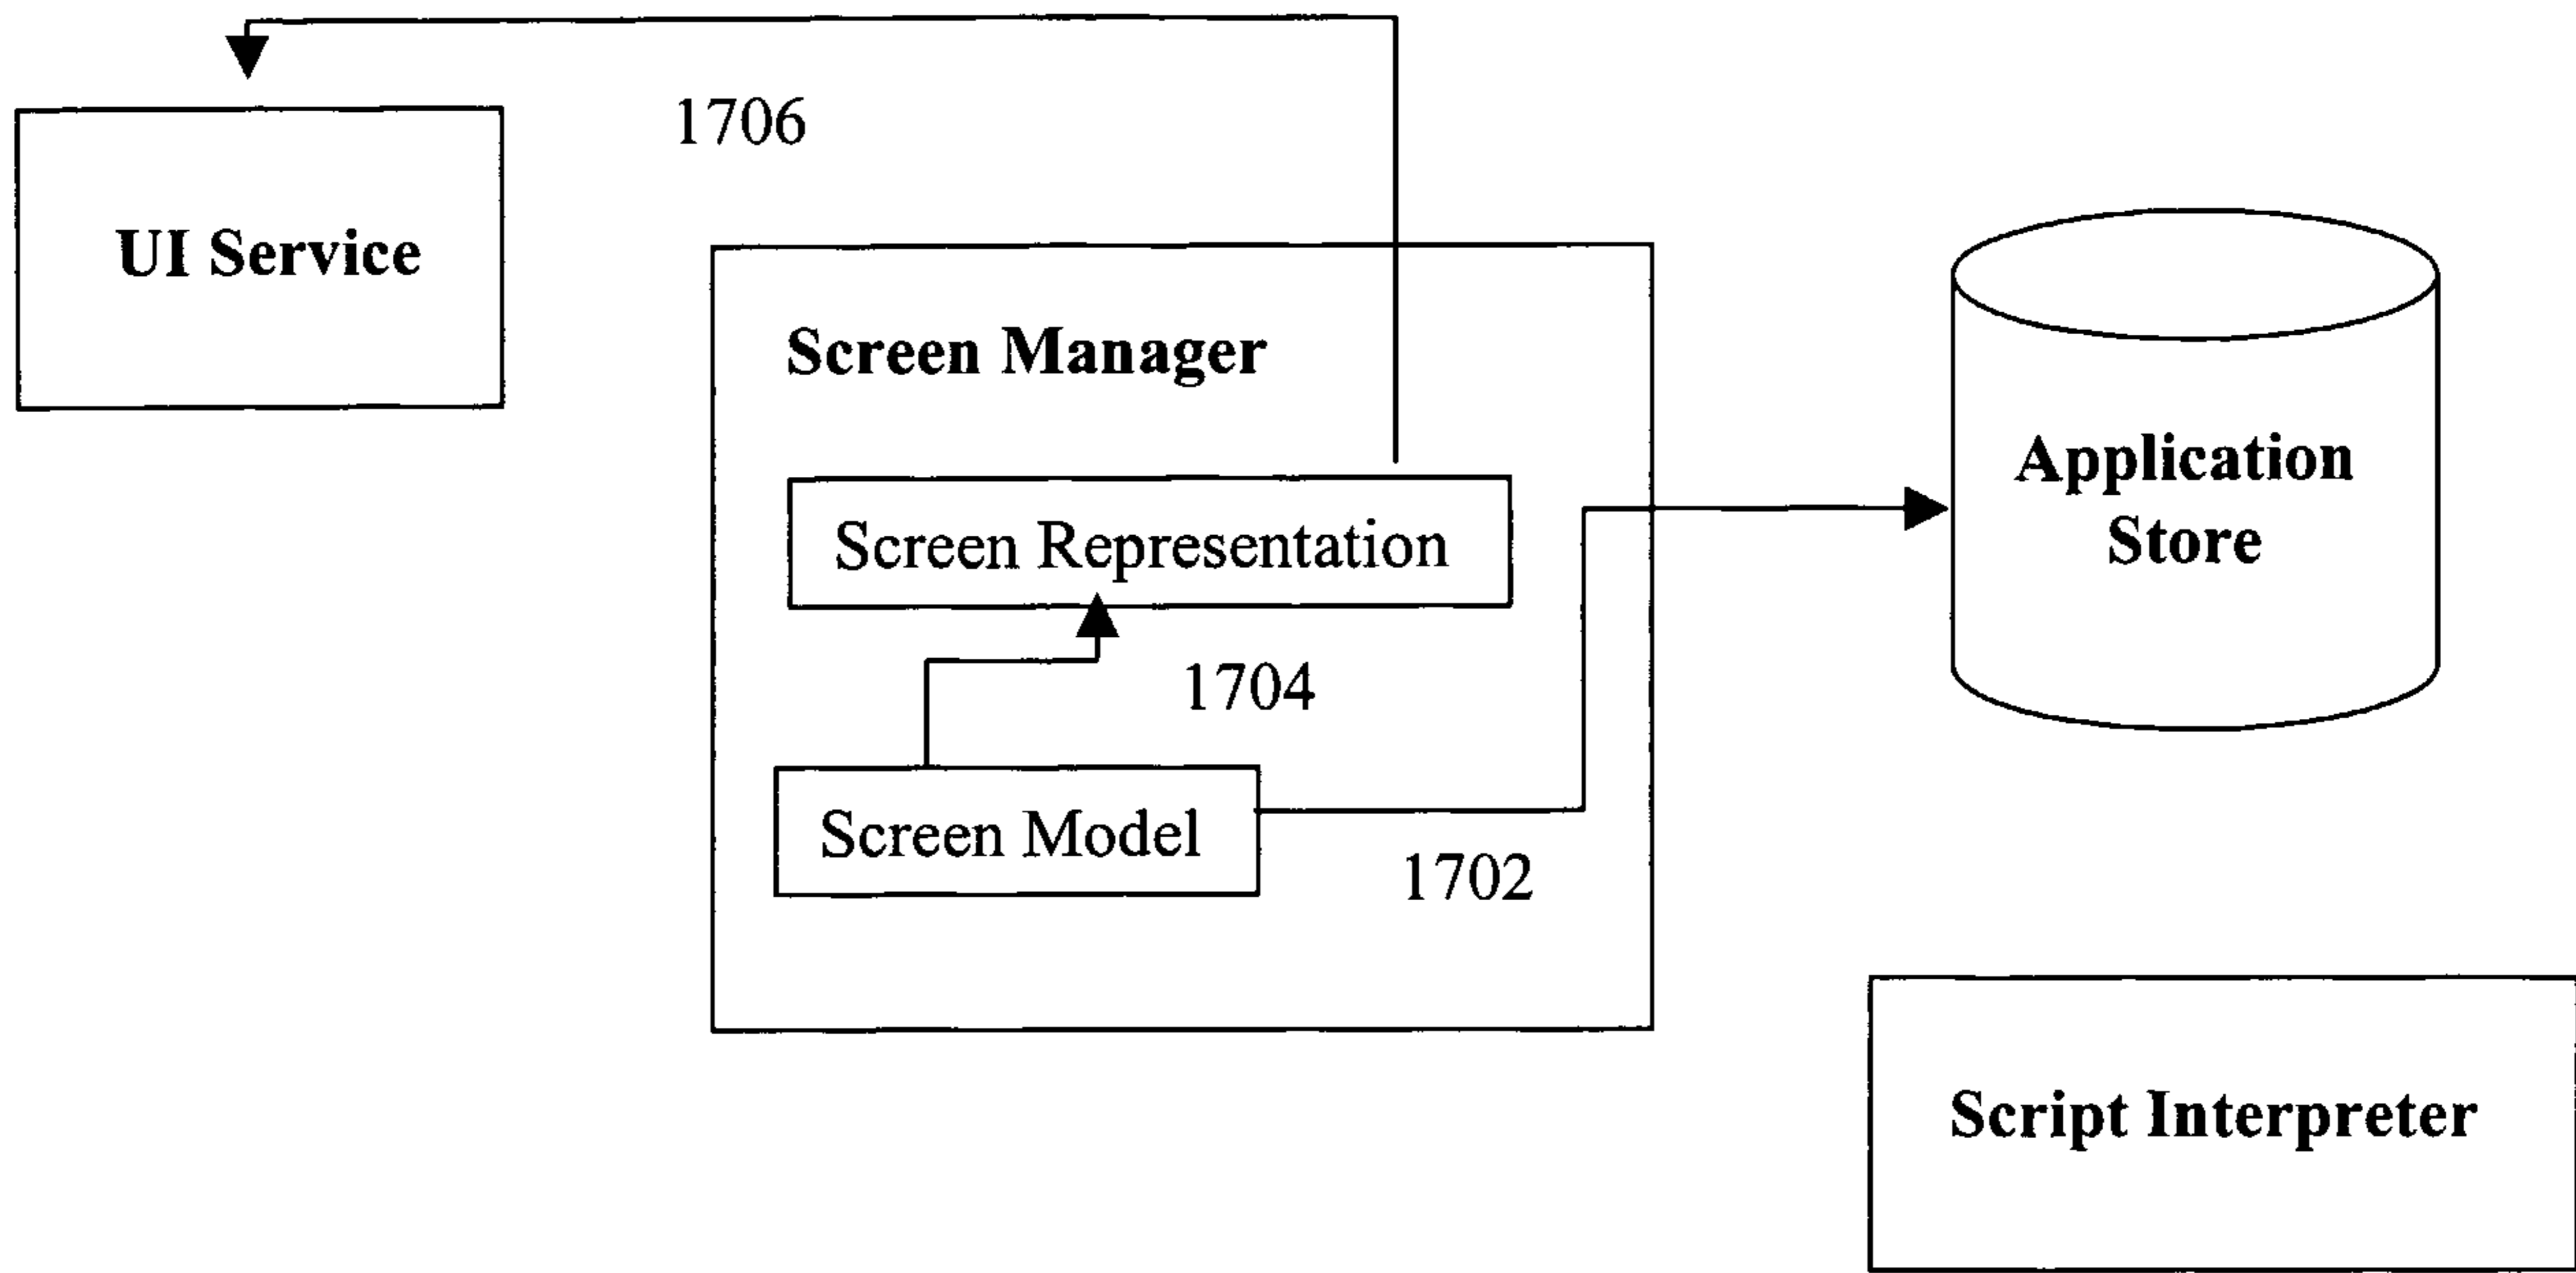 1706
UI Service
Screen Manager
Application
Store
Screen Representation
1704
Screen Model
1702
Script Interpreter